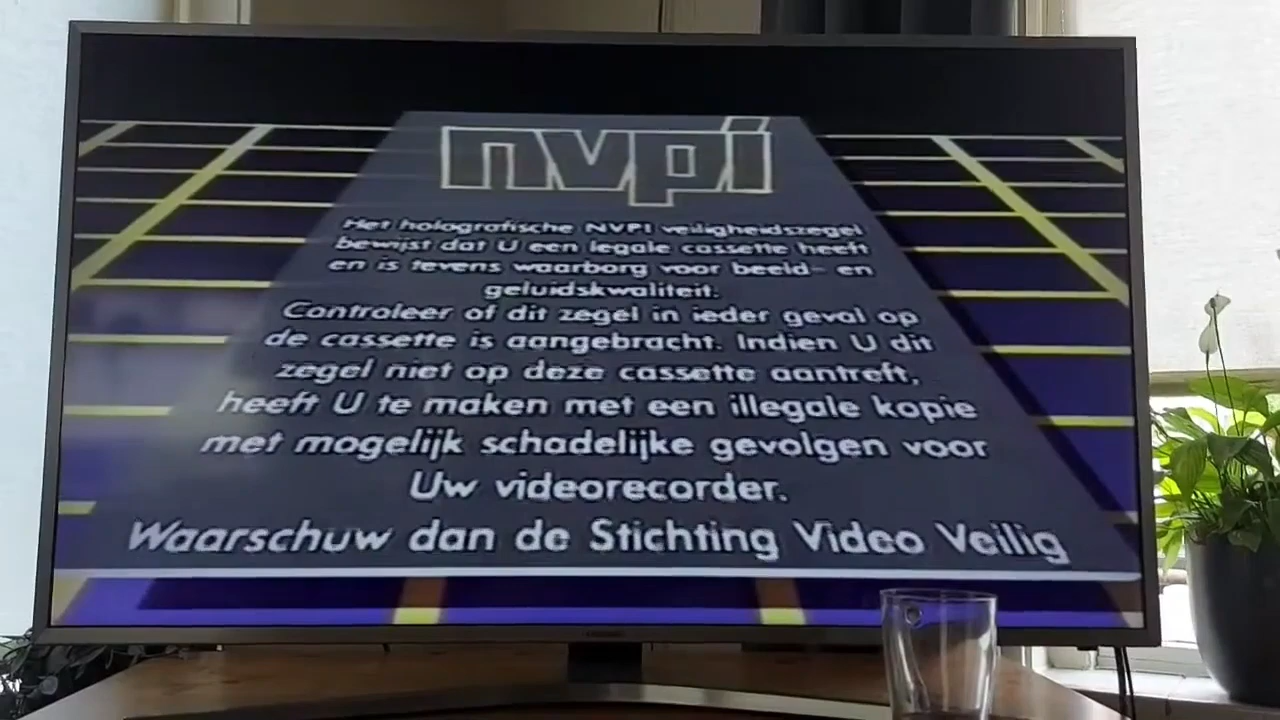 nvpi
Het holografische NVPI veiligheidszegel
bewijst dat U een legale cassette heeft
en is tevens waarborg voor beeld- en
geluidskwaliteit.
Controleer of dit zegel in ieder geval op
de cassette is aangebracht. Indien U dit
zegel niet op deze cassette aantreft,
heeft U te maken met een illegale kopie
met mogelijk schadelijke gevolgen voor
Uw videorecorder.
Waarschuw dan de Stichting Video Veilig